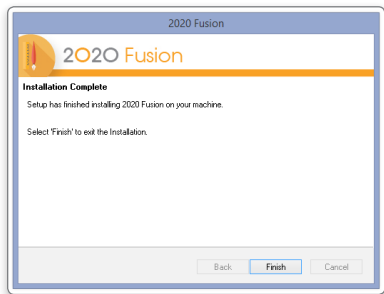 2020 Fusion
2020 Fusion
Installation Complete
Setup has finished installing 2020 Fusion on your machine.
Select 'Finish' to exit the Installation.
Back Finish Cancel